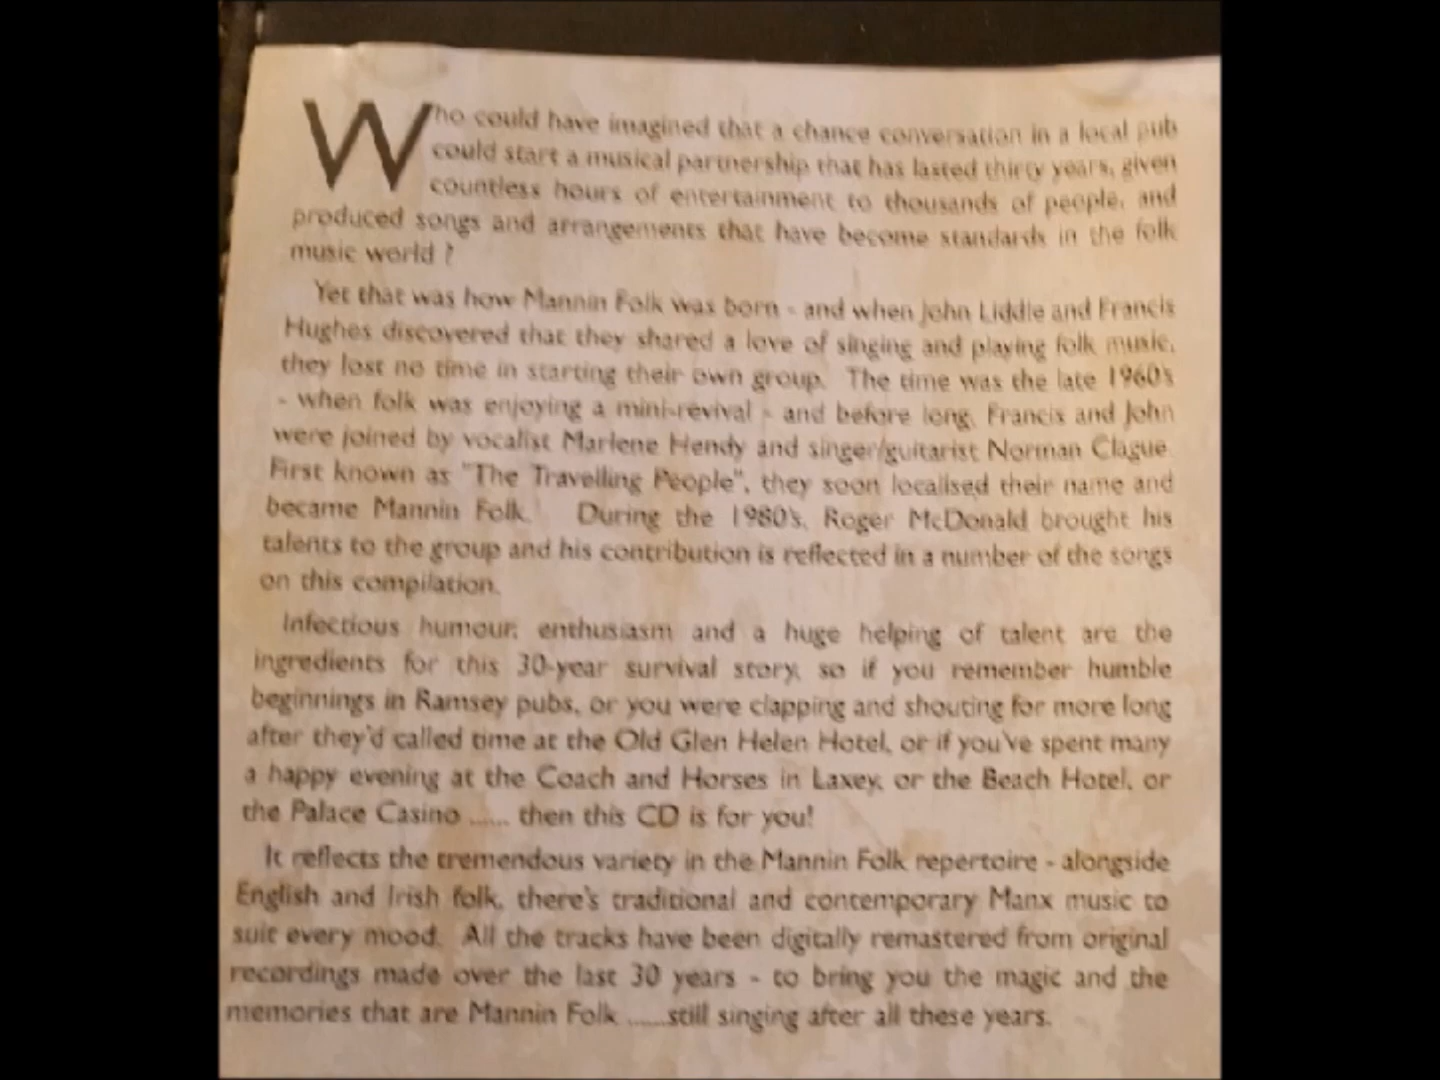 Who could have imagined that a chance conversation in a local pub
could start a musical partnership that has lasted thirty years, given
countless hours of entertainment to thousands of people, and
produced songs and arrangements that have become standards in the folk
music world ?
Yet that was how Mannin Folk was born - and when John Liddle and Francis
Hughes discovered that they shared a love of singing and playing folk music,
they lost no time in starting their own group. The time was the late 1960's
- when folk was enjoying a mini-revival - and before long, Francis and John
were joined by vocalist Marlene Hendy and singer/guitarist Norman Clague.
First known as "The Travelling People", they soon localised their name and
became Mannin Folk. During the 1980's, Roger McDonald brought his
talents to the group and his contribution is reflected in a number of the songs
on this compilation.
Infectious humour, enthusiasm and a huge helping of talent are the
ingredients for this 30-year survival story, so if you remember humble
beginnings in Ramsey pubs, or you were clapping and shouting for more long
after they'd called time at the Old Glen Helen Hotel, or if you've spent many
a happy evening at the Coach and Horses in Laxey, or the Beach Hotel, or
the Palace Casino ...... then this CD is for you!
It reflects the tremendous variety in the Mannin Folk repertoire - alongside
English and Irish folk, there's traditional and contemporary Manx music to
suit every mood. All the tracks have been digitally remastered from original
recordings made over the last 30 years - to bring you the magic and the
memories that are Mannin Folk ......still singing after all these years.